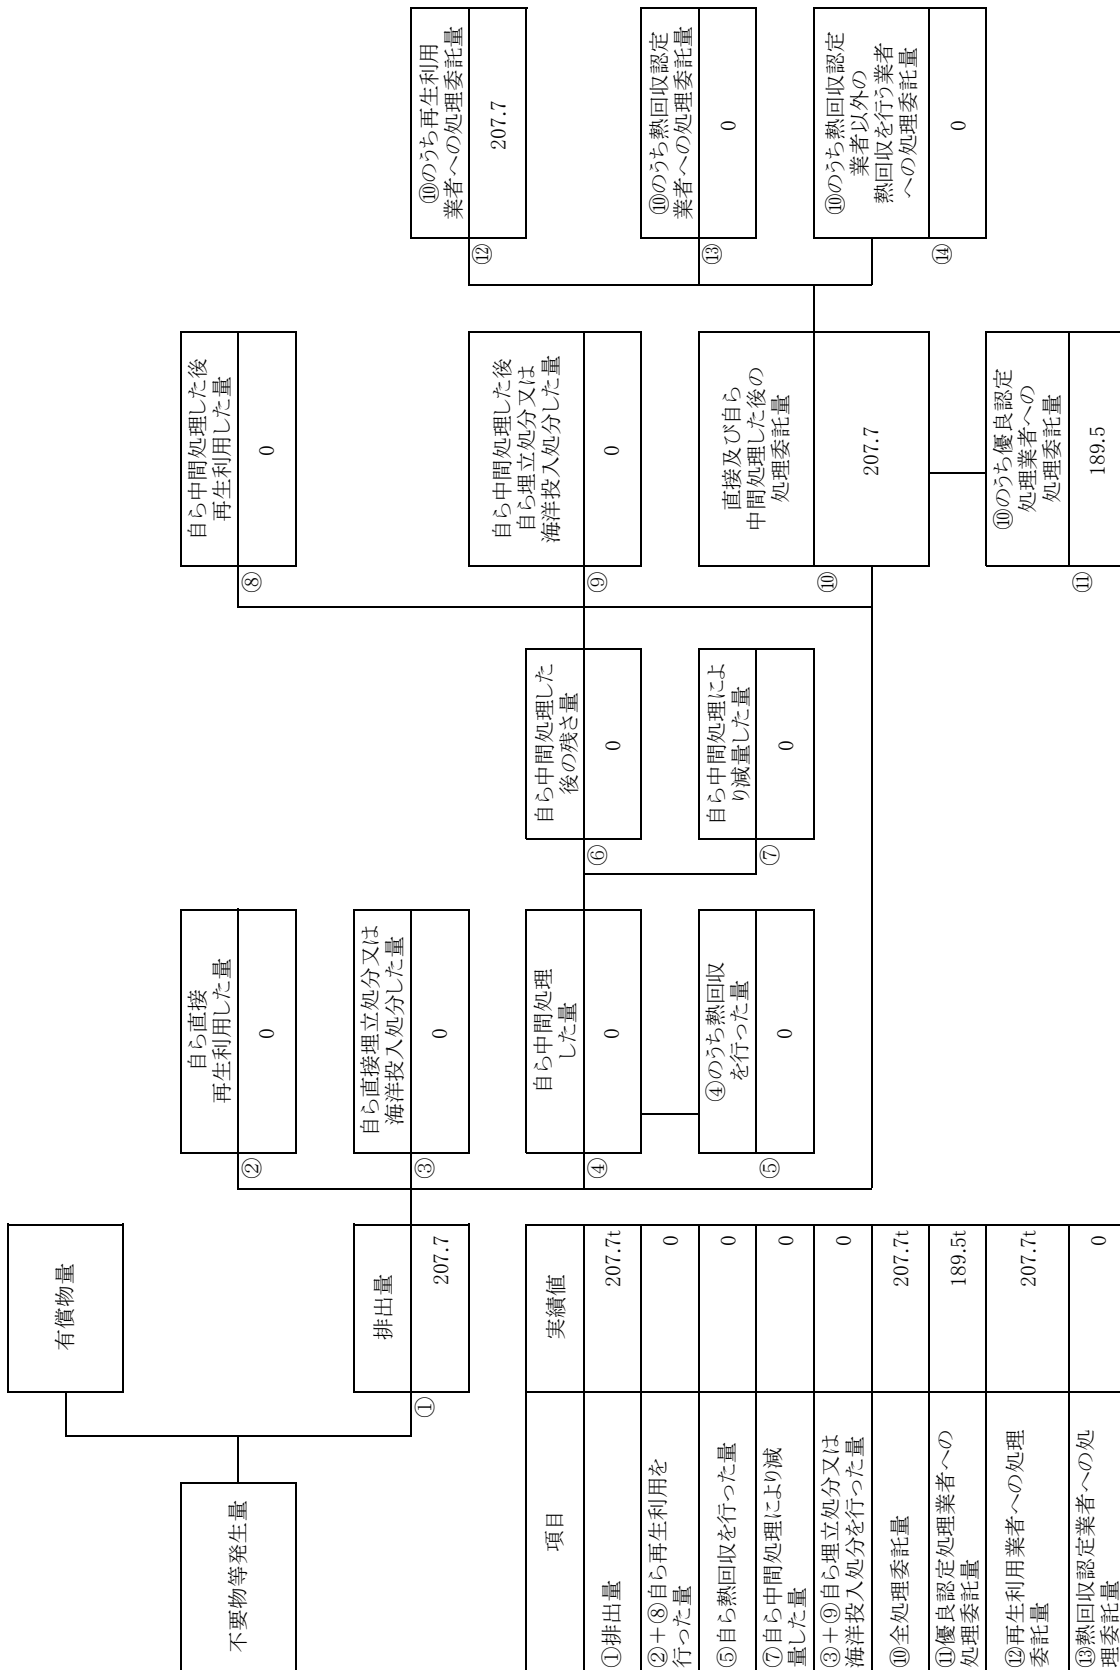 有償物量
不要物等発生量
排出量
①
207.7
自ら直接
再生利用した量
②
0
自ら直接埋立処分又は
海洋投入処分した量
③
0
自ら中間処理
した量
④
0
④のうち熱回収
を行った量
⑤
0
自ら中間処理した
後の残さ量
⑥
0
自ら中間処理によ
り減量した量
⑦
0
自ら中間処理した後
再生利用した量
⑧
0
自ら中間処理した後
自ら埋立処分又は
海洋投入処分した量
⑨
0
直接及び自ら
中間処理した後の
処理委託量
⑩
207.7
⑩のうち優良認定
処理業者への
処理委託量
⑪
189.5
⑩のうち再生利用
業者への処理委託量
⑫
207.7
⑩のうち熱回収認定
業者への処理委託量
⑬
0
⑩のうち熱回収認定
業者以外の
熱回収を行う業者
への処理委託量
⑭
0
項目 実績値
①排出量 207.7t
②+⑧自ら再生利用を
行った量 0
⑤自ら熱回収を行った量 0
⑦自ら中間処理により減
量した量 0
③+⑨自ら埋立処分又は
海洋投入処分を行った量 0
⑩全処理委託量 207.7t
⑪優良認定処理業者への
処理委託量 189.5t
⑫再生利用業者への処理
委託量 207.7t
⑬熱回収認定業者への処
理委託量 0